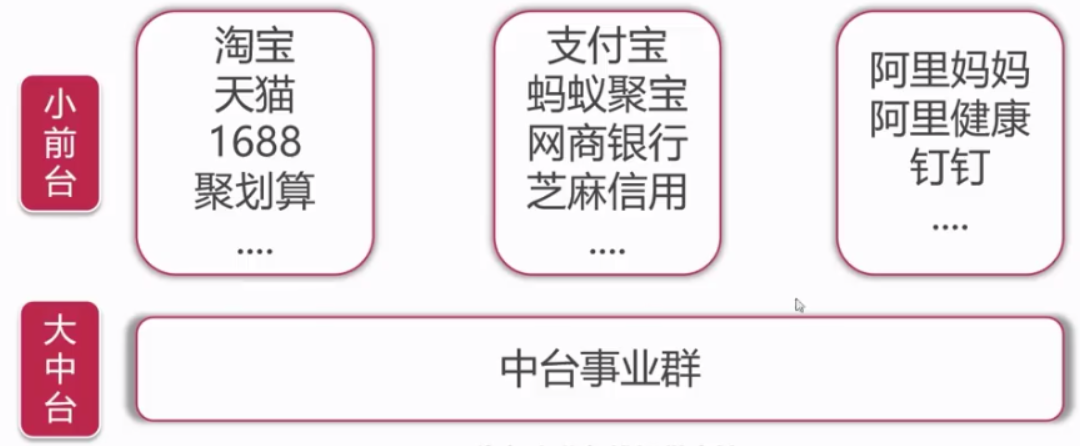 小前台
淘宝
天猫
1688
聚划算
....
支付宝
蚂蚁聚宝
网商银行
芝麻信用
....
阿里妈妈
阿里健康
钉钉
....
大中台
中台事业群